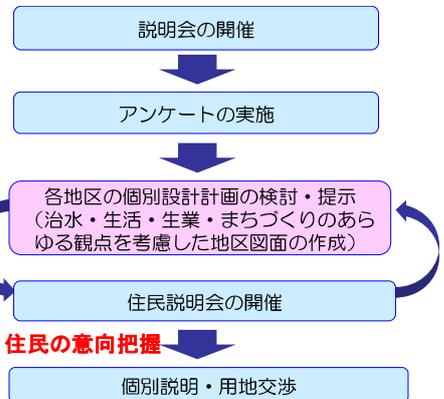 説明会の開催
アンケートの実施
各地区の個別設計計画の検討・提示
（治水・生活・生業・まちづくりのあら
ゆる観点を考慮した地区図面の作成）
住民説明会の開催
住民の意向把握
個別説明・用地交渉